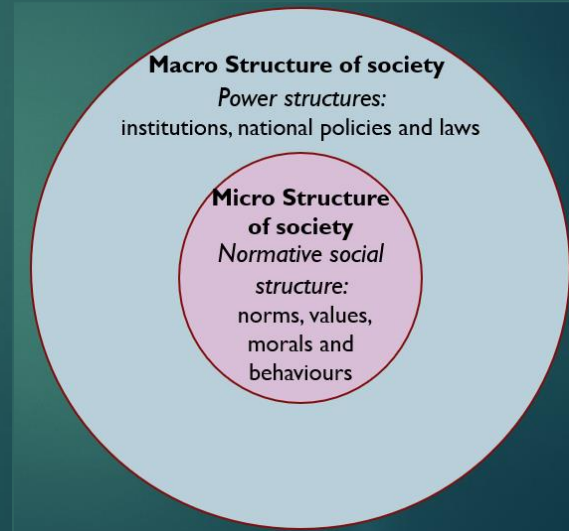 Macro Structure of society
Power structures:
institutions, national policies and laws
Micro Structure
of society
Normative social
structure:
norms, values,
morals and
behaviours